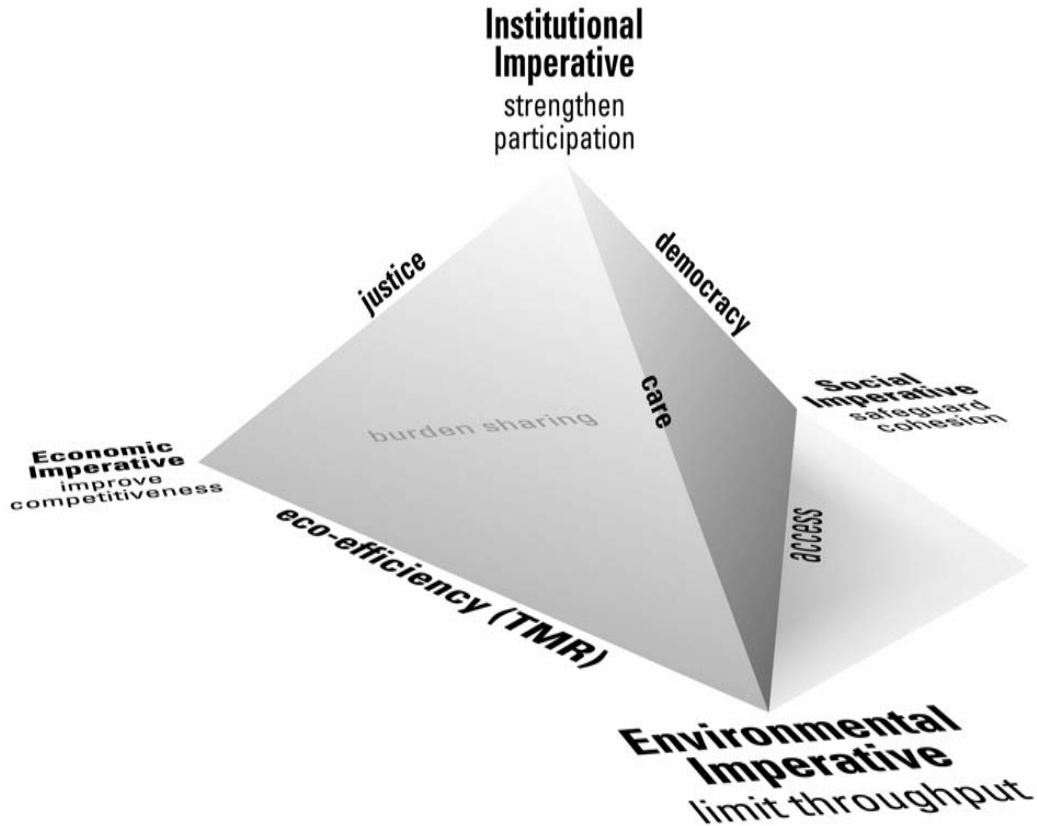 Institutional
Imperative
strengthen
participation
justice
democracy
care
Social
Imperative
safeguard
cohesion
burden sharing
Economic
Imperative
improve
competitiveness
access
eco-efficiency (TMR)
Environmental
Imperative
limit throughput